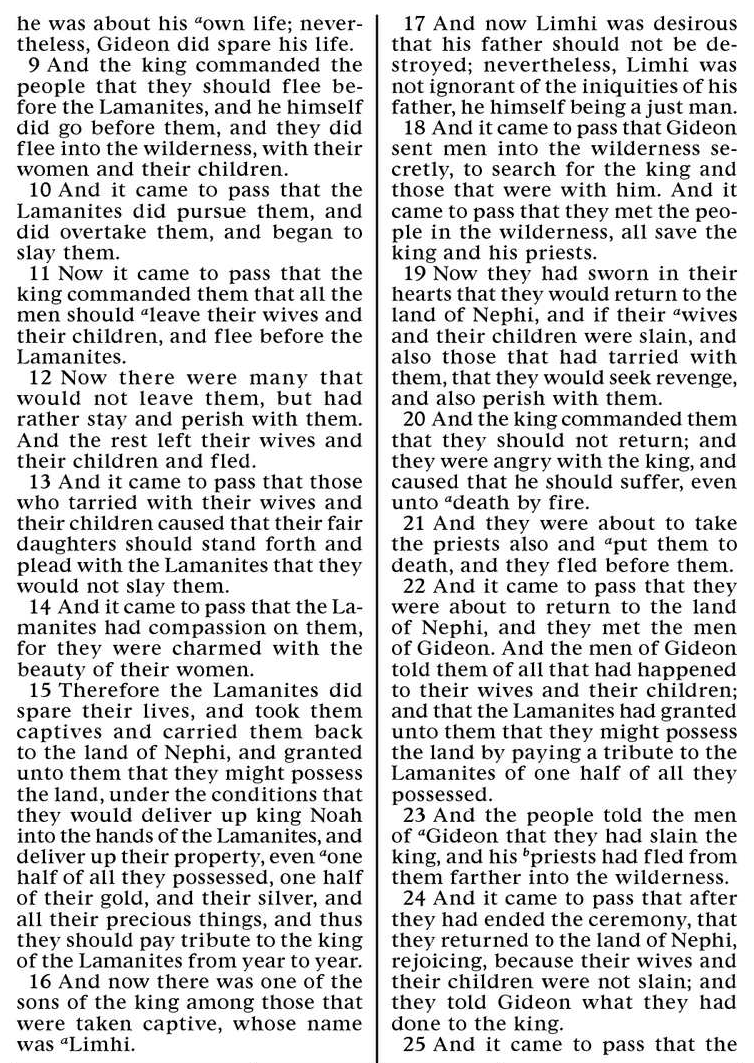 he was about his ᵃown life; never-
theless, Gideon did spare his life.
9 And the king commanded the
people that they should flee be-
fore the Lamanites, and he himself
did go before them, and they did
flee into the wilderness, with their
women and their children.
10 And it came to pass that the
Lamanites did pursue them, and
did overtake them, and began to
slay them.
11 Now it came to pass that the
king commanded them that all the
men should ᵃleave their wives and
their children, and flee before the
Lamanites.
12 Now there were many that
would not leave them, but had
rather stay and perish with them.
And the rest left their wives and
their children and fled.
13 And it came to pass that those
who tarried with their wives and
their children caused that their fair
daughters should stand forth and
plead with the Lamanites that they
would not slay them.
14 And it came to pass that the La-
manites had compassion on them,
for they were charmed with the
beauty of their women.
15 Therefore the Lamanites did
spare their lives, and took them
captives and carried them back
to the land of Nephi, and granted
unto them that they might possess
the land, under the conditions that
they would deliver up king Noah
into the hands of the Lamanites, and
deliver up their property, even ᵃone
half of all they possessed, one half
of their gold, and their silver, and
all their precious things, and thus
they should pay tribute to the king
of the Lamanites from year to year.
16 And now there was one of the
sons of the king among those that
were taken captive, whose name
was ᵃLimhi.
17 And now Limhi was desirous
that his father should not be de-
stroyed; nevertheless, Limhi was
not ignorant of the iniquities of his
father, he himself being a just man.
18 And it came to pass that Gideon
sent men into the wilderness se-
cretly, to search for the king and
those that were with him. And it
came to pass that they met the peo-
ple in the wilderness, all save the
king and his priests.
19 Now they had sworn in their
hearts that they would return to the
land of Nephi, and if their ᵃwives
and their children were slain, and
also those that had tarried with
them, that they would seek revenge,
and also perish with them.
20 And the king commanded them
that they should not return; and
they were angry with the king, and
caused that he should suffer, even
unto ᵃdeath by fire.
21 And they were about to take
the priests also and ᵃput them to
death, and they fled before them.
22 And it came to pass that they
were about to return to the land
of Nephi, and they met the men
of Gideon. And the men of Gideon
told them of all that had happened
to their wives and their children;
and that the Lamanites had granted
unto them that they might possess
the land by paying a tribute to the
Lamanites of one half of all they
possessed.
23 And the people told the men
of ᵃGideon that they had slain the
king, and his ᵇpriests had fled from
them farther into the wilderness.
24 And it came to pass that after
they had ended the ceremony, that
they returned to the land of Nephi,
rejoicing, because their wives and
their children were not slain; and
they told Gideon what they had
done to the king.
25 And it came to pass that the